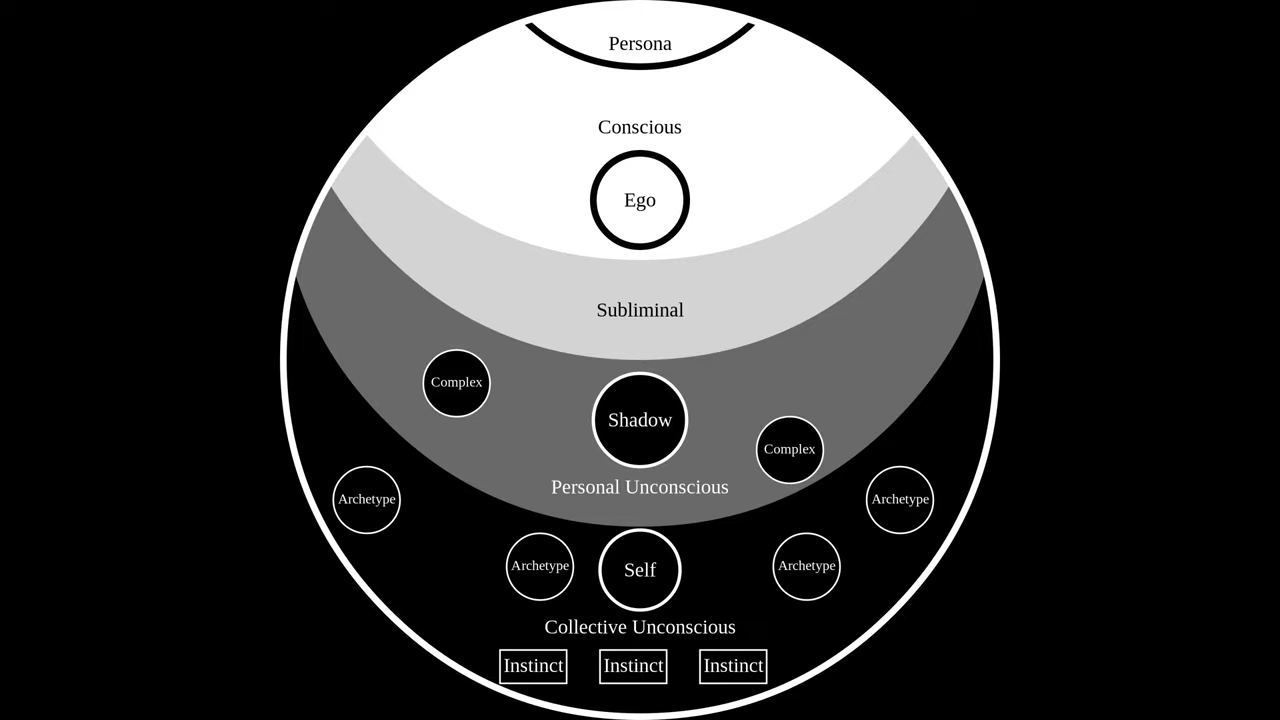 Persona
Conscious
Ego
Subliminal
Complex
Shadow
Complex
Personal Unconscious
Archetype
Archetype
Archetype
Self
Archetype
Collective Unconscious
Instinct
Instinct
Instinct